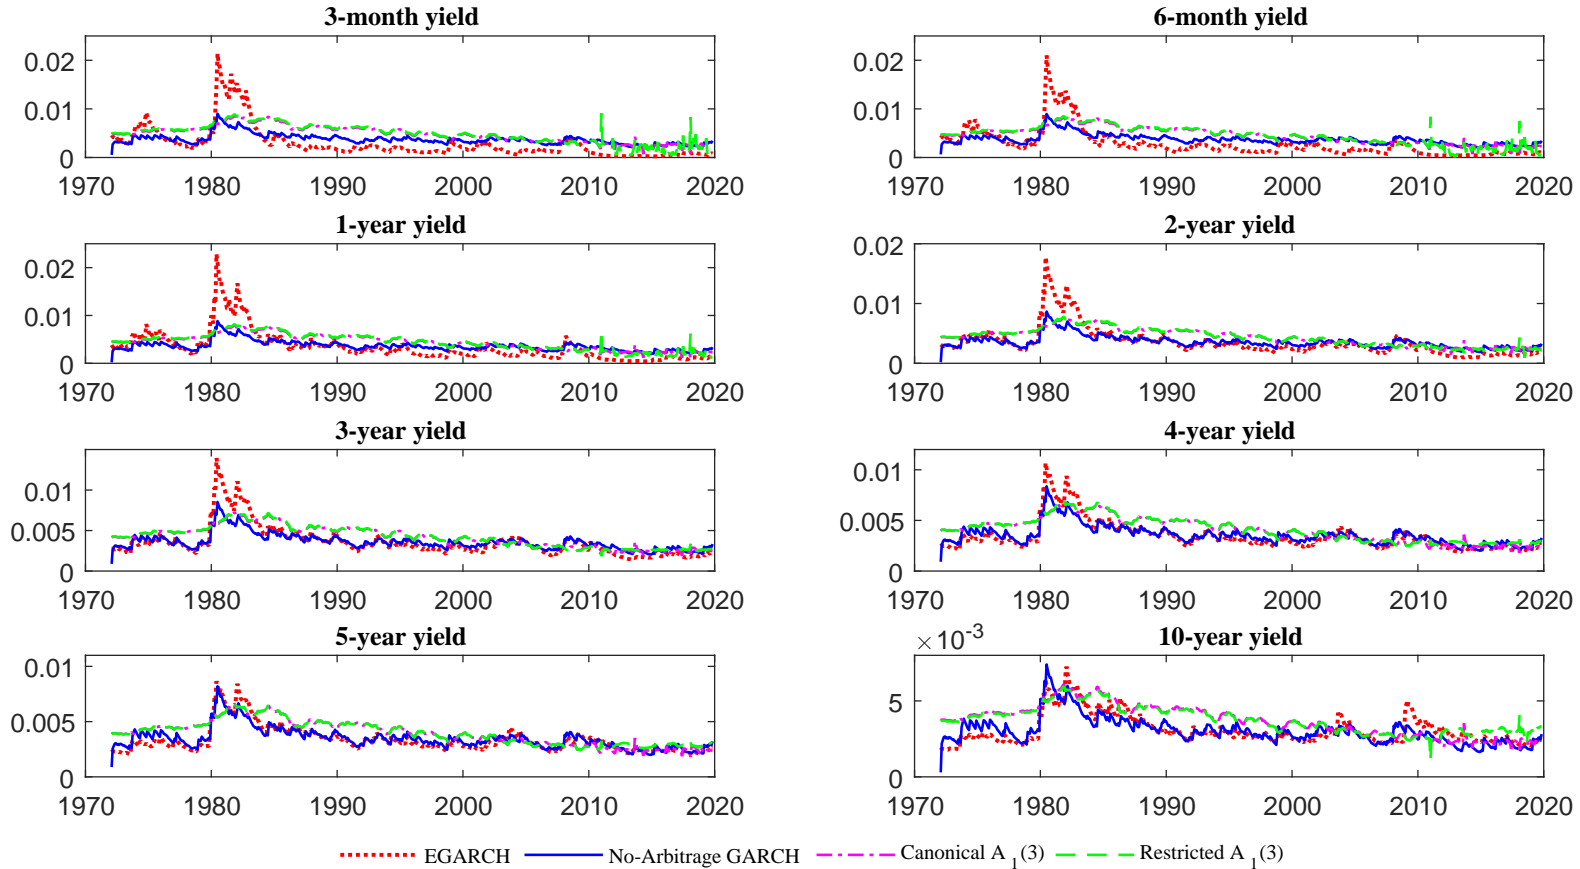 3-month yield
0.02
0.01
0
1970 1980 1990 2000 2010 2020
6-month yield
0.02
0.01
0
1970 1980 1990 2000 2010 2020
1-year yield
0.02
0.01
0
1970 1980 1990 2000 2010 2020
2-year yield
0.02
0.01
0
1970 1980 1990 2000 2010 2020
3-year yield
0.01
0.005
0
1970 1980 1990 2000 2010 2020
4-year yield
0.01
0.005
0
1970 1980 1990 2000 2010 2020
5-year yield
0.01
0.005
0
1970 1980 1990 2000 2010 2020
×10-3
10-year yield
5
0
1970 1980 1990 2000 2010 2020
EGARCH No-Arbitrage GARCH Canonical A1(3) Restricted A1(3)